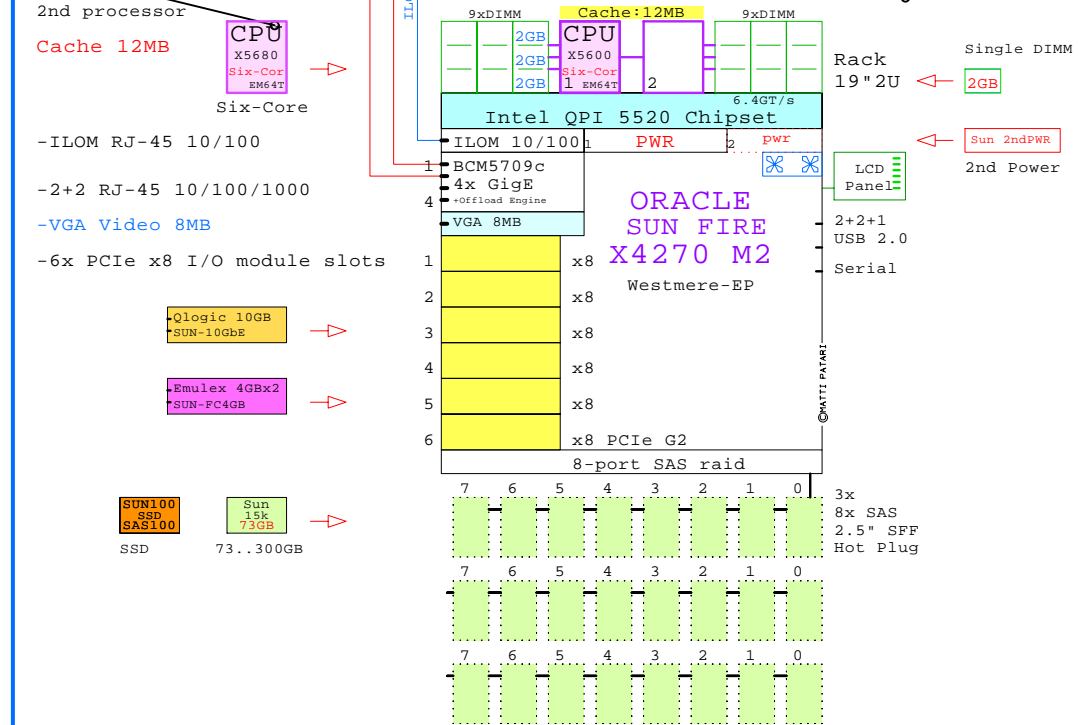 2nd processor
Cache 12MB
CPU
X5680
Six-Cor
EM64T
Six-Core
-ILOM RJ-45 10/100
-2+2 RJ-45 10/100/1000
-VGA Video 8MB
-6x PCIe x8 I/O module slots
Qlogic 10GB
SUN-10GbE
Emulex 4GBx2
SUN-FC4GB
SUN100
SSD
SAS100
SSD
Sun
15k
73GB
73..300GB
9xDIMM
Cache:12MB
9xDIMM
2GB
2GB
2GB
CPU
X5600
Six-Cor
1 EM64T
2
6.4GT/s
Intel QPI 5520 Chipset
ILOM 10/100
1 PWR
2 pwr
1 BCM5709c
4x GigE
4 +Offload Engine
VGA 8MB
ORACLE
SUN FIRE
X4270 M2
Westmere-EP
1 x8
2 x8
3 x8
4 x8
5 x8
6 x8 PCIe G2
8-port SAS raid
7 6 5 4 3 2 1 0
7 6 5 4 3 2 1 0
7 6 5 4 3 2 1 0
3x
8x SAS
2.5" SFF
Hot Plug
Rack
19"2U
Single DIMM
2GB
Sun 2ndPWR
2nd Power
LCD
Panel
2+2+1
USB 2.0
Serial
©MATTI PATARI